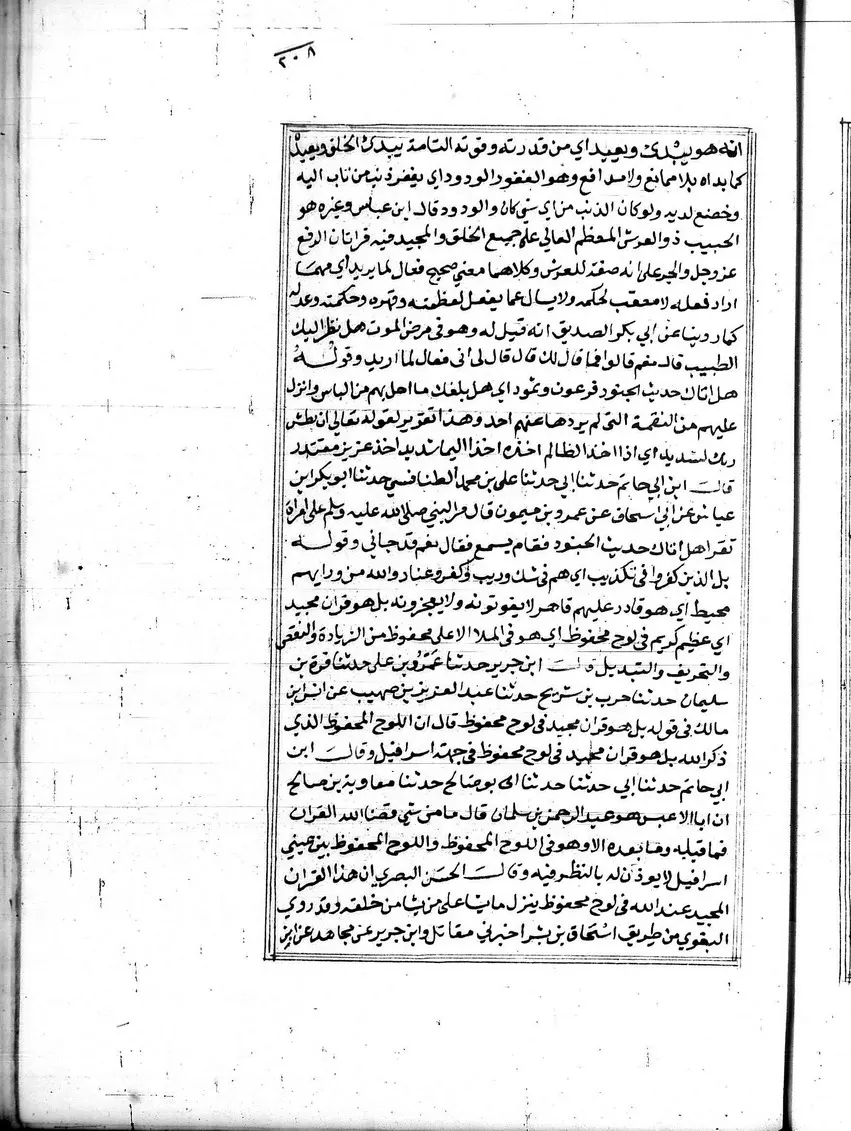 ٢٠٨
انه هو يبدئ ويعيد اي من قدرته وقوته التامة يبدئ الخلق ويعيده
كما بداه بلا ممانع ولا مدافع وهو الغفور الودود اي يغفر ذنب من تاب اليه
وخضع لديه ولو كان الذنب من اي شي كان والودود قال ابن عباس وغيره هو
الحبيب ذو العرش المعظم العالي على جميع الخلق والمجيد فيه قراتان الرفع
عز وجل والجر على انه صفة للعرش وكلاهما معني صحيح فعال لما يريد اي مهما
اراد فعله لا معقب لحكمه ولا يسال عما يفعل لعظمته وقهره وحكمته وعدله
كما روينا عن ابي بكر الصديق انه قيل له وهو في مرض الموت هل نظر اليك
الطبيب قال نعم قالوا فما قال لك قال قال لي اني فعال لما اريد وقوله
هل اتاك حديث الجنود فرعون وثمود اي هل بلغك ما احل بهم من الباس وانزل
عليهم من النقمة التي لم يردها عنهم احد وهذا تقرير لقوله تعالى ان بطش
ربك لشديد اي اذا اخذ الظالم اخذه اخذا اليما شديد اخذ عزيز مقتدر
قال ابن ابي حاتم حدثنا ابي حدثنا علي بن محمد الطنافسي حدثنا ابو بكر ابن
عياش عن ابي اسحاق عن عمرو بن ميمون قال مر النبي صلى الله عليه وسلم على امراة
تقرا هل اتاك حديث الجنود فقام يسمع فقال نعم قد جاني وقوله
بل الذين كفروا في تكذيب اي هم في شك وريب وكفر وعناد والله من ورايهم
محيط اي هو قادر عليهم قاهر لا يفوتونه ولا يعجزونه بل هو قران مجيد
اي عظيم كريم في لوح محفوظ اي هو في الملا الاعلى محفوظ من الزيادة والنقص
والتحريف والتبديل قال ابن جرير حدثنا عمرو بن علي حدثنا قرة بن
سليمان حدثنا حرب بن شريح حدثنا عبد العزيز بن صهيب عن انس ابن
مالك في قوله بل هو قران مجيد في لوح محفوظ قال ان اللوح المحفوظ الذي
ذكر الله بل هو قران مجيد في لوح محفوظ في جبهة اسرافيل وقال ابن
ابي حاتم حدثنا ابي حدثنا حدثنا ابو صالح حدثنا معاوية بن صالح
ان ابا الاعبس هو عبد الرحمن بن سلمان قال ما من شي قضا الله القران
فما قبله وما بعده الا وهو في اللوح المحفوظ واللوح المحفوظ بين عيني
اسرافيل لا يوذن له بالنظر فيه وقال الحسن البصري ان هذا القران
المجيد عند الله في لوح محفوظ ينزل ما يشا على من يشا من خلقه وقد روي
البغوي من طريق اسحاق بن بشر اخبرني مقاتل وابن جرير عن مجاهد عن ابن